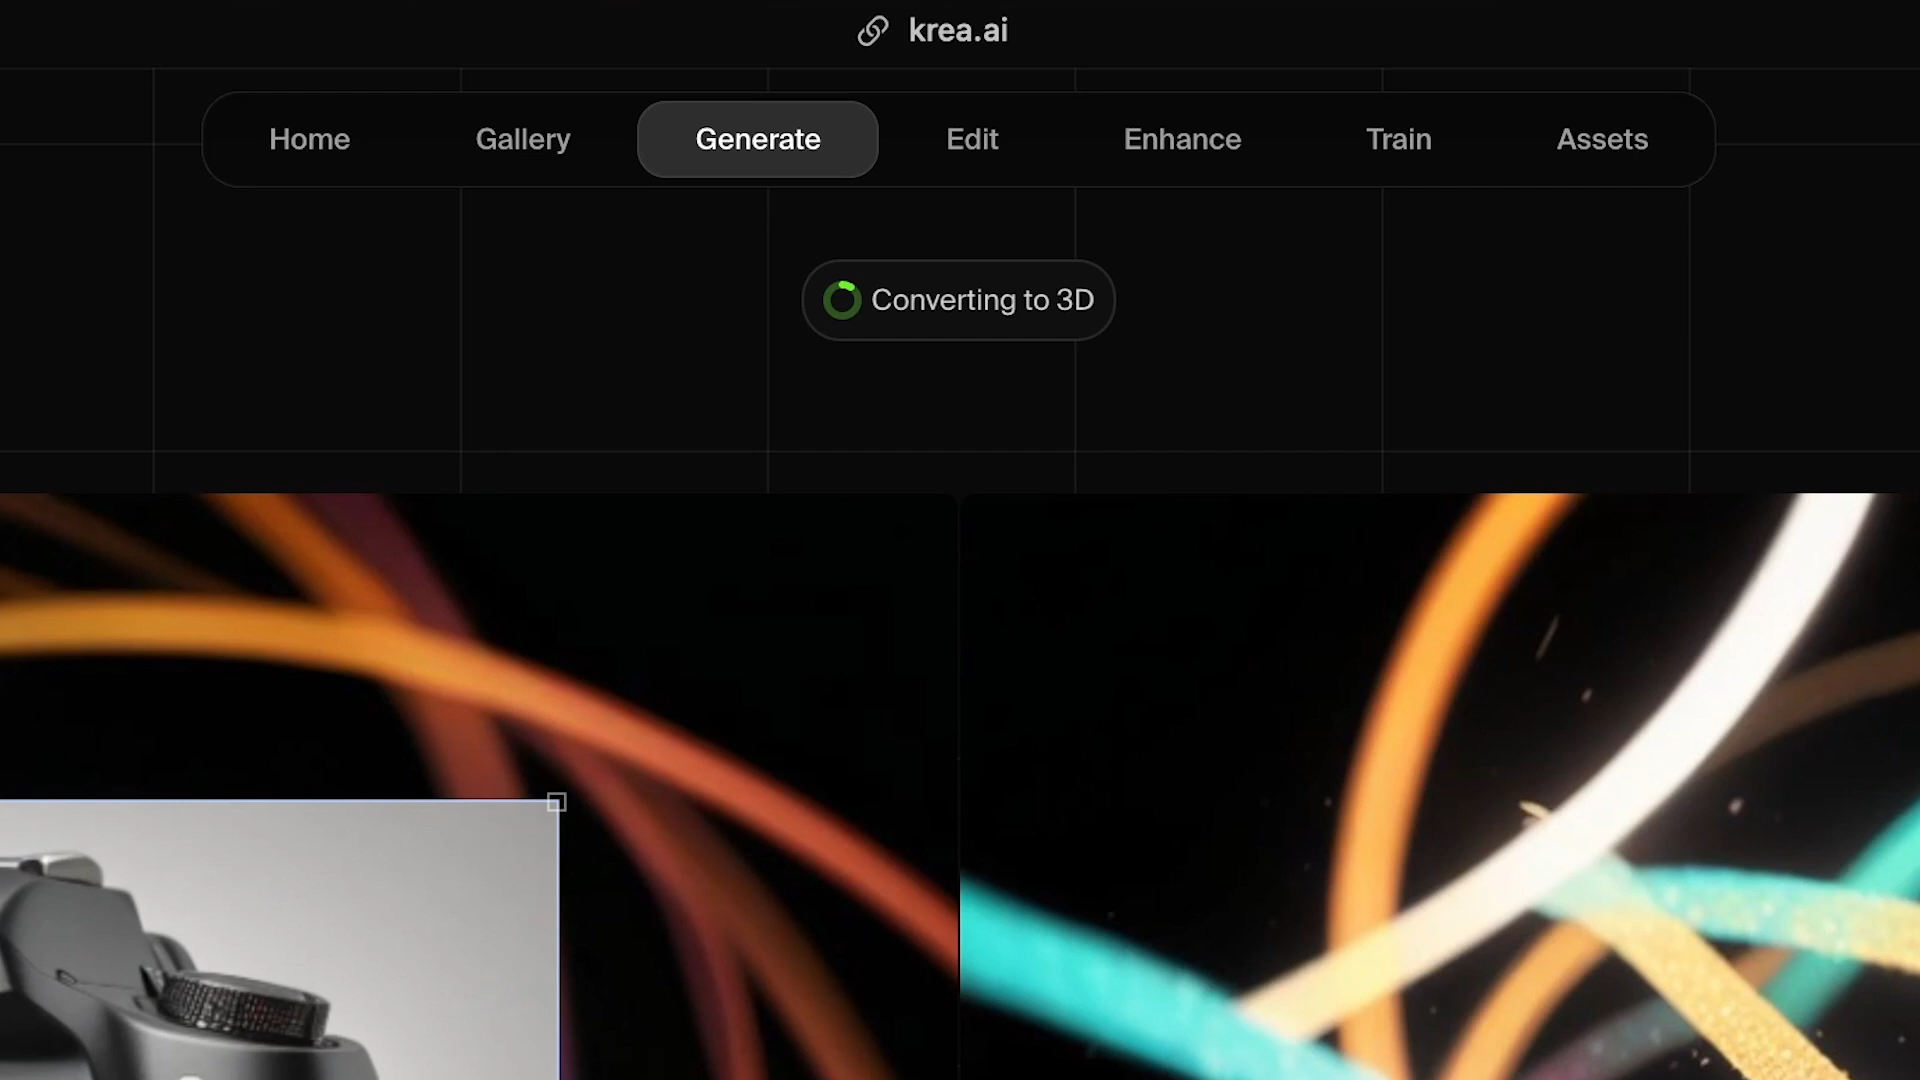 krea.ai
Home Gallery Generate Edit Enhance Train Assets
Converting to 3D